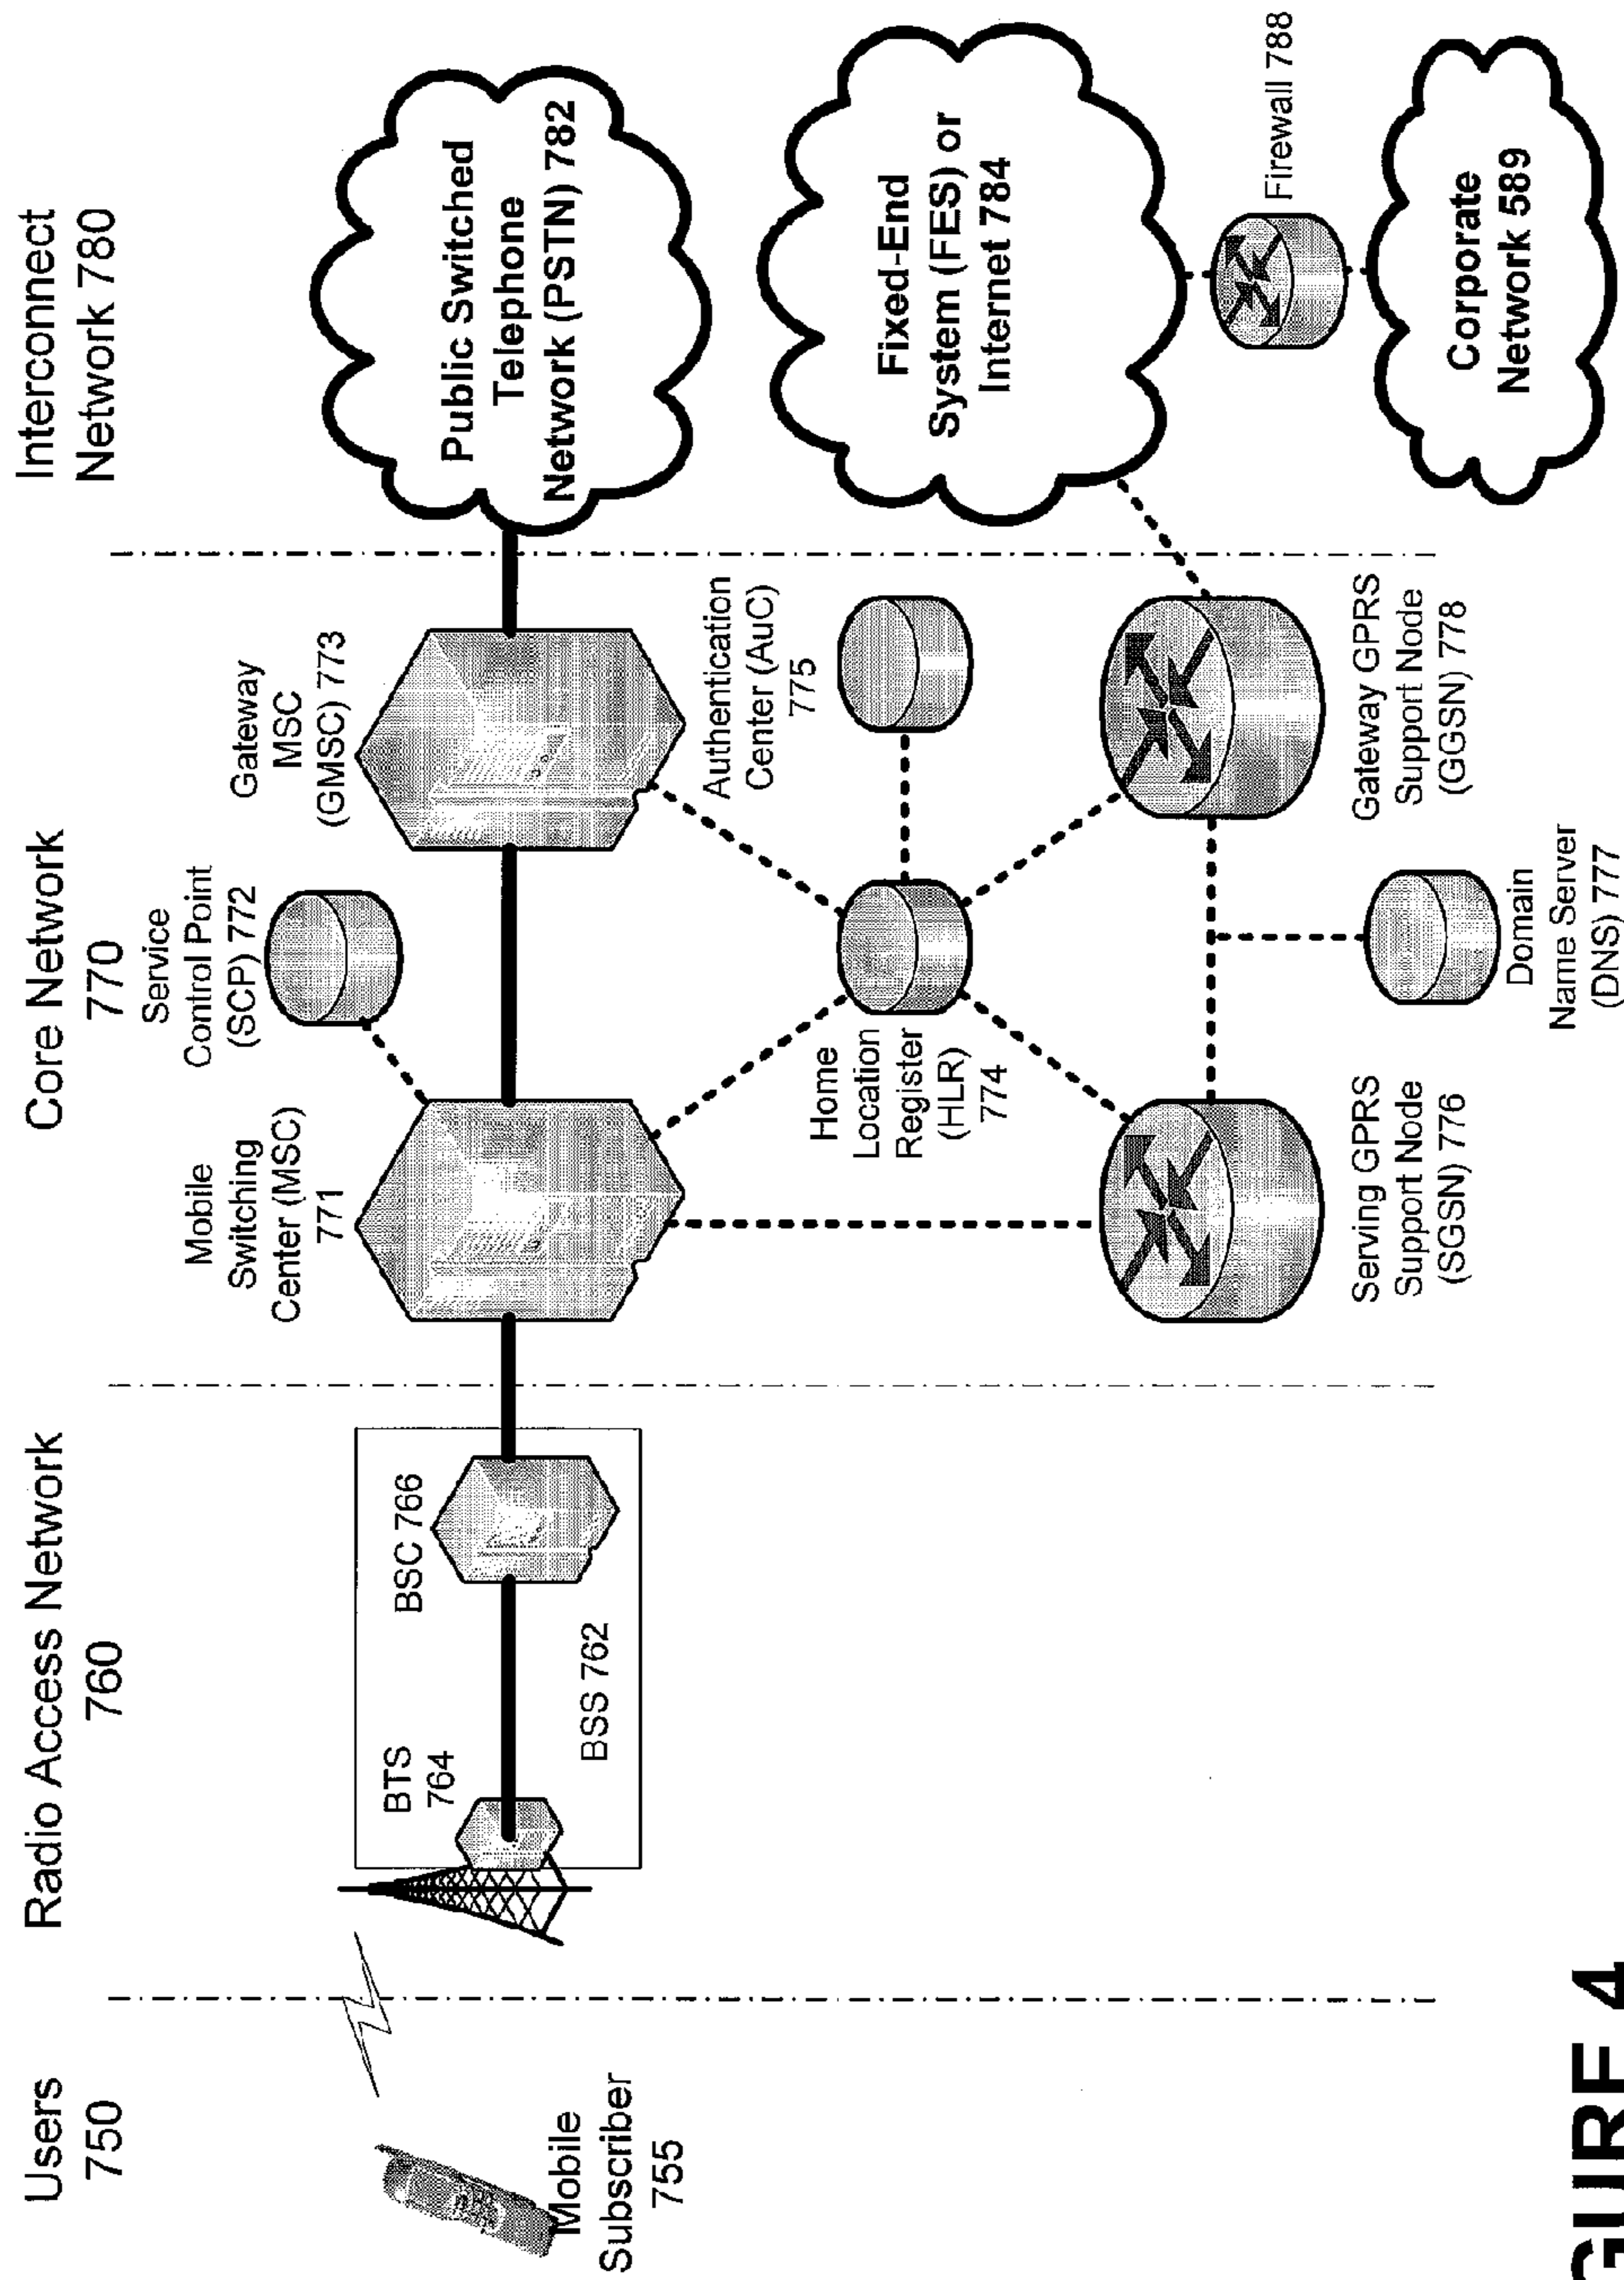 Users
750
Radio Access Network
760
Core Network
770
Interconnect
Network 780
Mobile
Subscriber
755
BTS
764
BSC 766
BSS 762
Mobile
Switching
Center (MSC)
771
Service
Control Point
(SCP) 772
Gateway
MSC
(GMSC) 773
Public Switched
Telephone
Network (PSTN) 782
Home
Location
Register
(HLR)
774
Authentication
Center (AuC)
775
Fixed-End
System (FES) or
Internet 784
Serving GPRS
Support Node
(SGSN) 776
Gateway GPRS
Support Node
(GGSN) 778
Domain
Name Server
(DNS) 777
Firewall 788
Corporate
Network 589
GURE 4